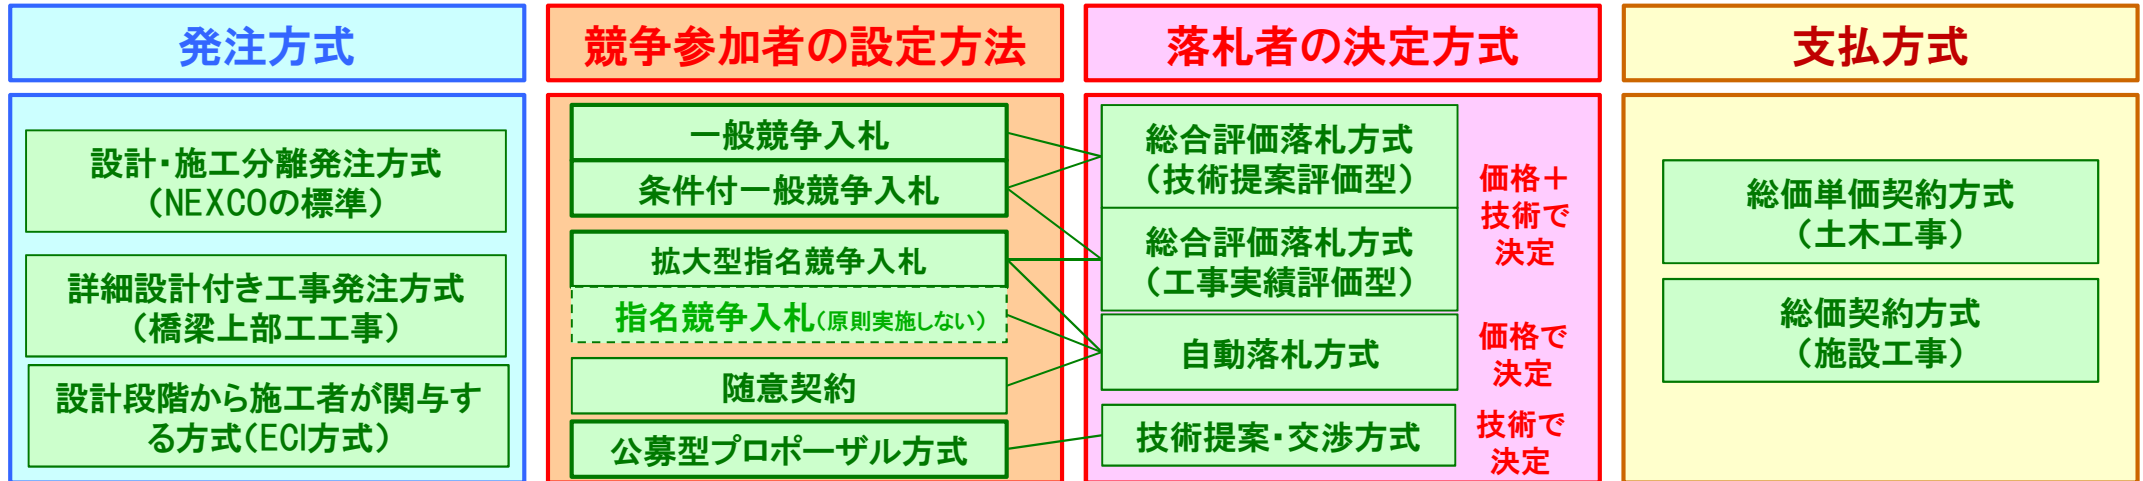 発注方式
設計・施工分離発注方式
（NEXCOの標準）
詳細設計付き工事発注方式
（橋梁上部工工事）
設計段階から施工者が関与す
る方式（ECI方式）
競争参加者の設定方法
一般競争入札
条件付一般競争入札
拡大型指名競争入札
指名競争入札（原則実施しない）
随意契約
公募型プロポーザル方式
落札者の決定方式
総合評価落札方式
（技術提案評価型）
総合評価落札方式
（工事実績評価型）
価格＋
技術で
決定
自動落札方式
価格で
決定
技術提案・交渉方式
技術で
決定
支払方式
総価単価契約方式
（土木工事）
総価契約方式
（施設工事）